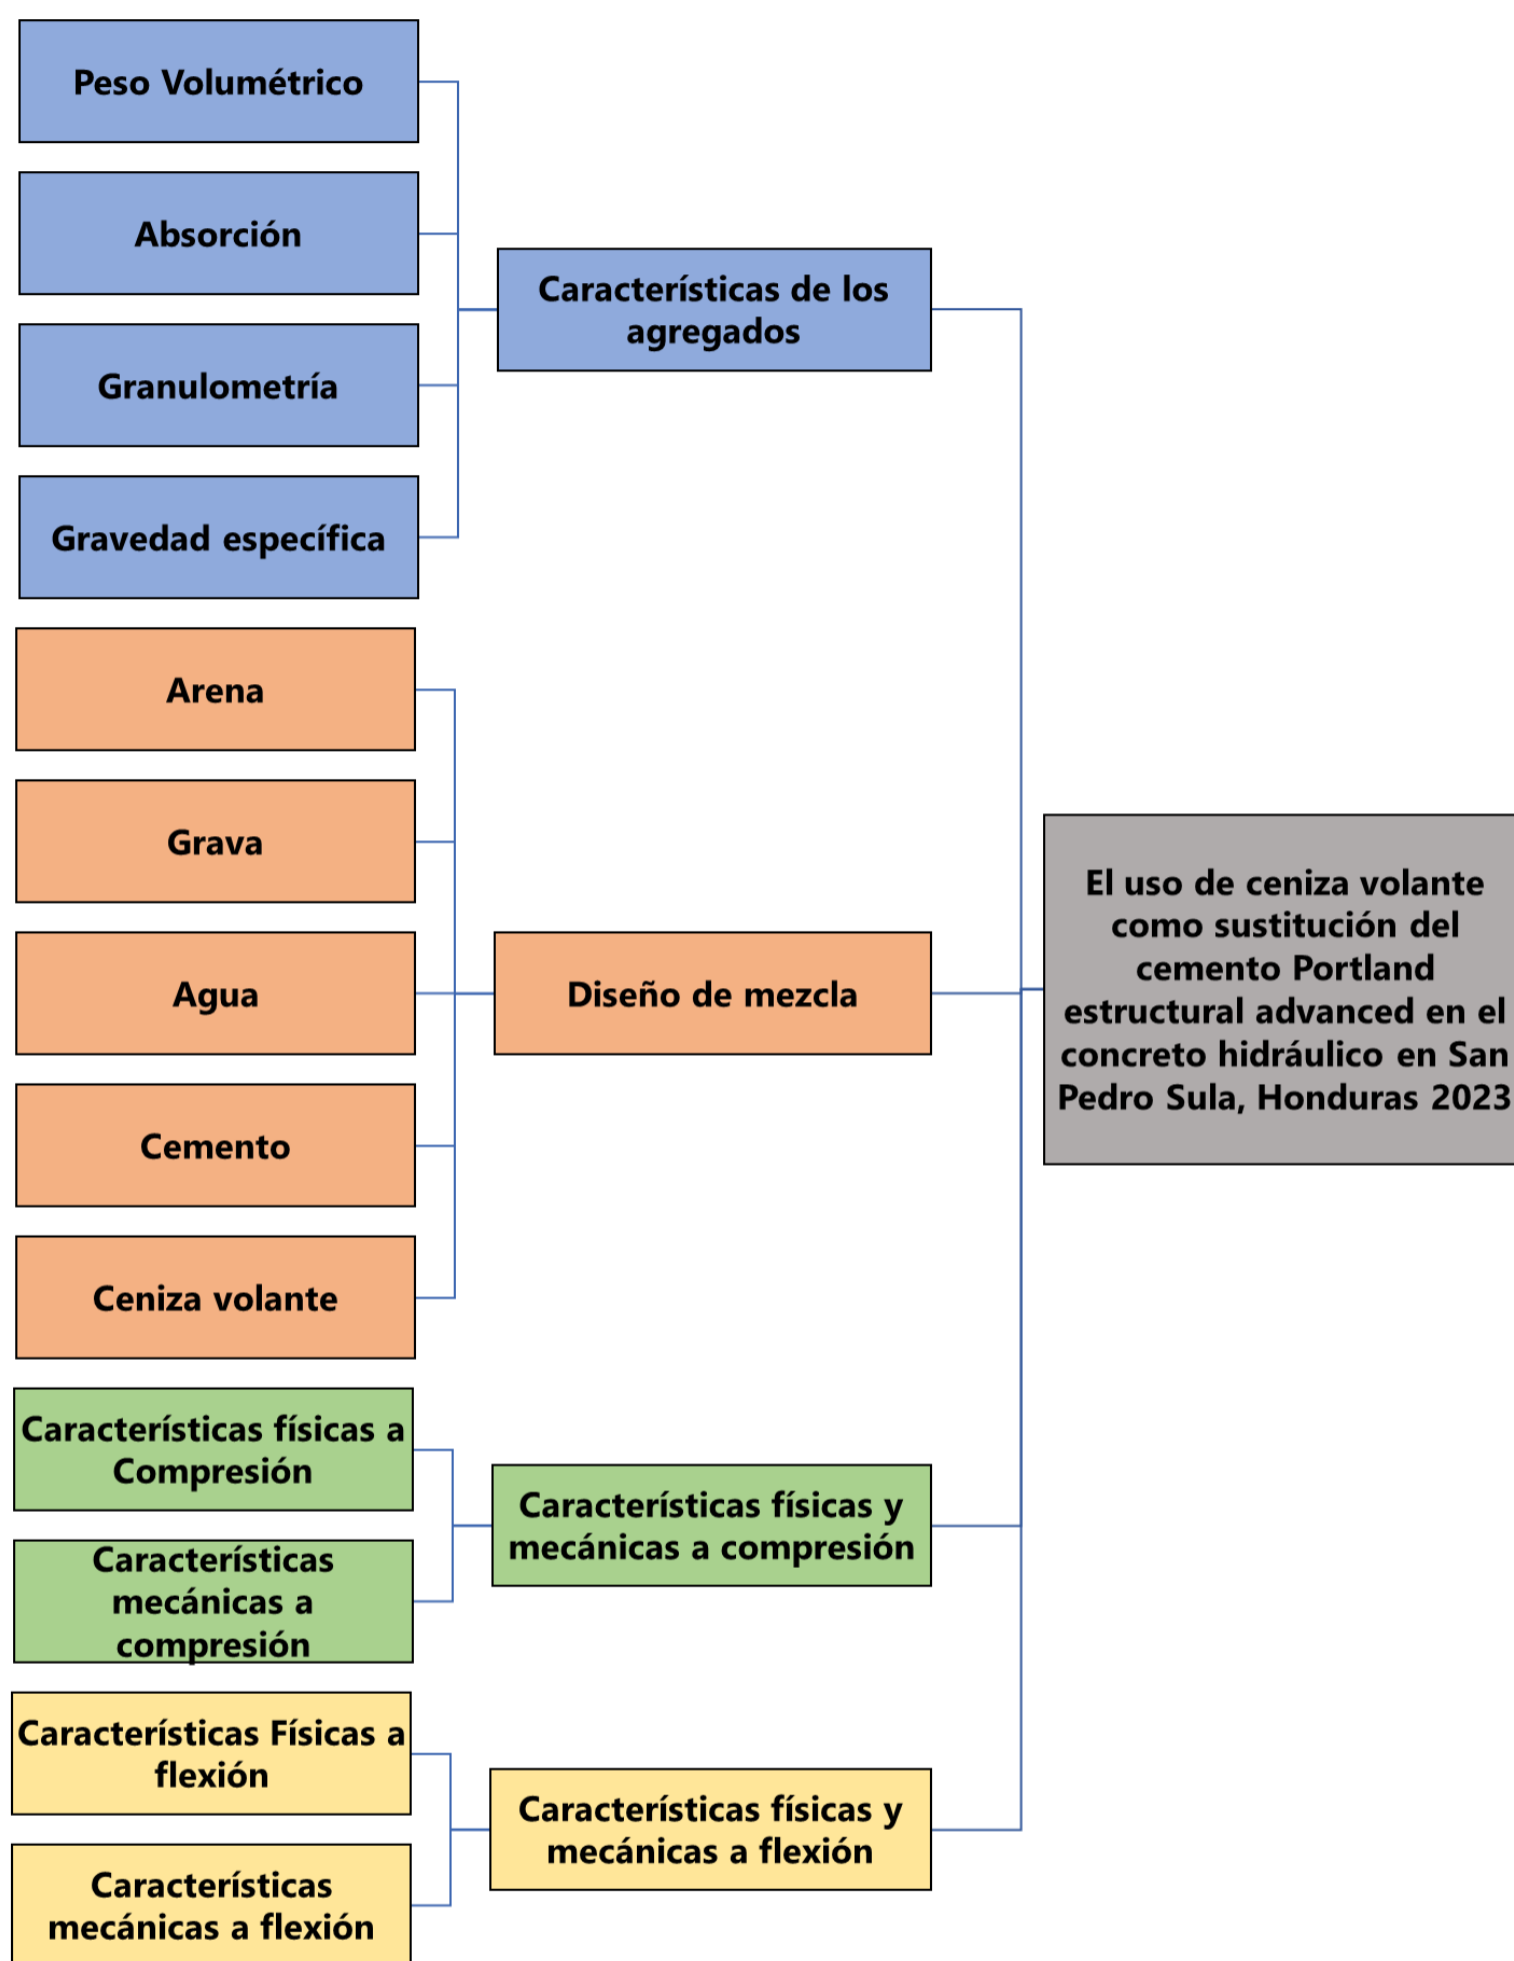 Peso Volumétrico
Absorción
Granulometría
Gravedad específica
Características de los
agregados
Arena
Grava
Agua
Cemento
Ceniza volante
Diseño de mezcla
Características físicas a
Compresión
Características
mecánicas a
compresión
Características físicas y
mecánicas a compresión
Características Físicas a
flexión
Características
mecánicas a flexión
Características físicas y
mecánicas a flexión
El uso de ceniza volante
como sustitución del
cemento Portland
estructural advanced en el
concreto hidráulico en San
Pedro Sula, Honduras 2023